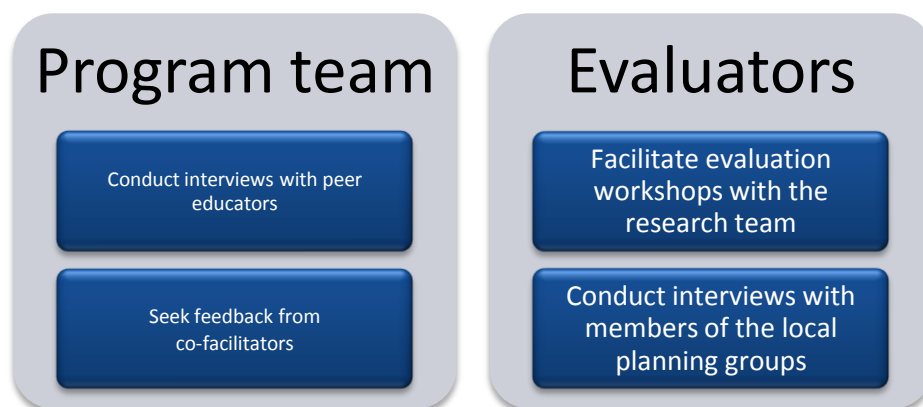 Program team
Conduct interviews with peer
educators
Seek feedback from
co-facilitators
Evaluators
Facilitate evaluation
workshops with the
research team
Conduct interviews with
members of the local
planning groups